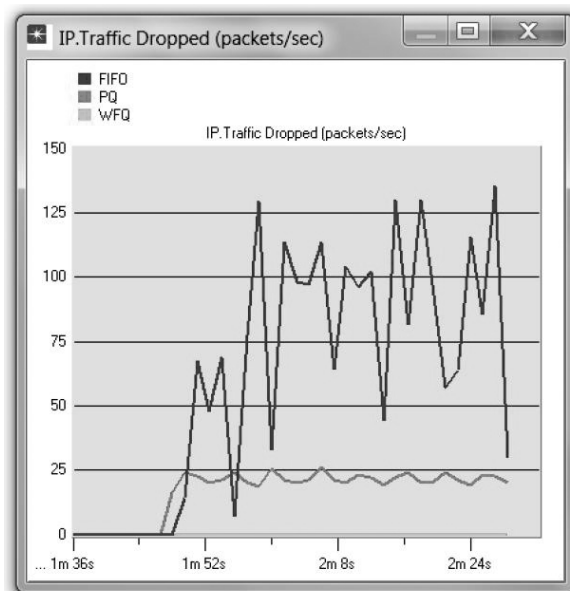 IP.Traffic Dropped (packets/sec)
FIFO
PQ
WFQ
IP.Traffic Dropped (packets/sec)
150
125
100
75
50
25
0
... 1m 36s 1m 52s 2m 8s 2m 24s